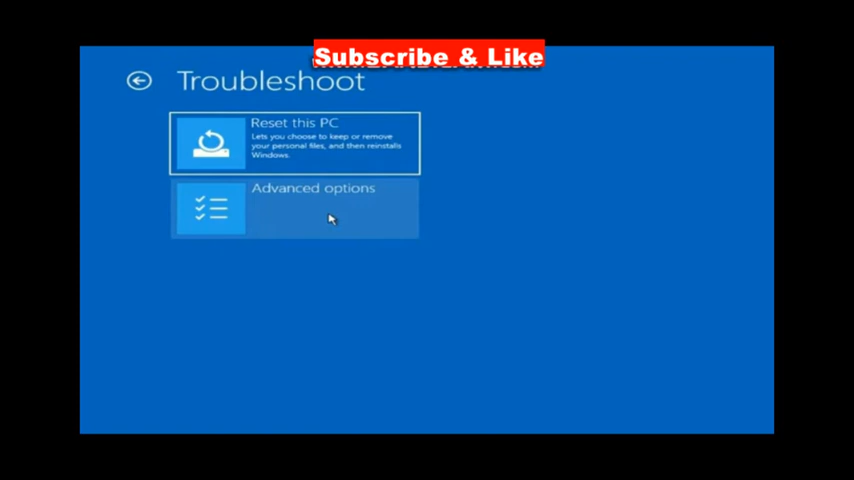 Subscribe & Like
Troubleshoot
Reset this PC
Lets you choose to keep or remove
your personal files, and then reinstalls
Windows.
Advanced options